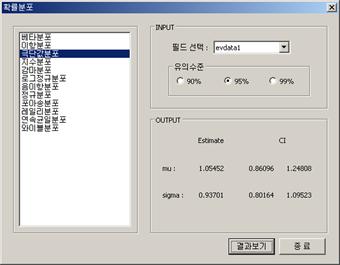 확률분포
베타분포
이항분포
극단값분포
지수분포
감마분포
로그정규분포
음이항분포
정규분포
포아송분포
레일리분포
연속균일분포
와이블분포
INPUT
필드 선택 : evdata1
유의수준
90% 95% 99%
OUTPUT
Estimate CI
mu : 1.05452 0.86096 1.24808
sigma : 0.93701 0.80164 1.09523
결과보기 종 료